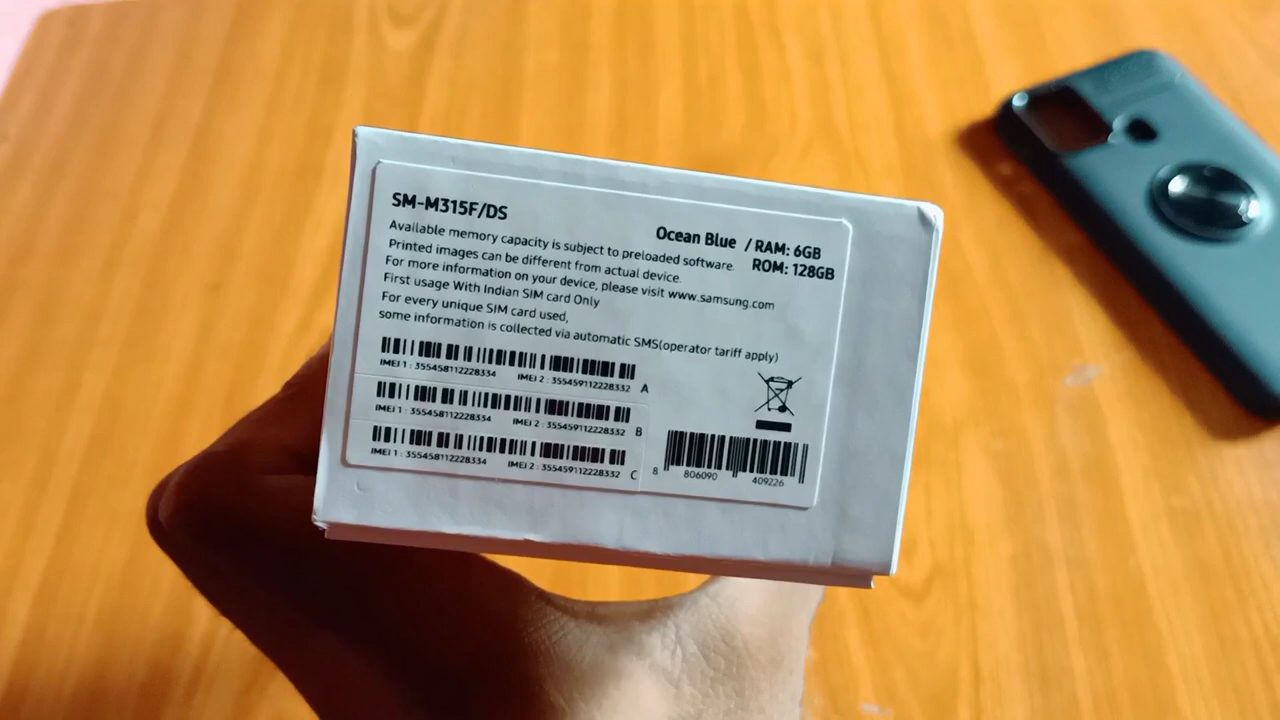 SM-M315F/DS
Ocean Blue / RAM: 6GB
ROM: 128GB
Available memory capacity is subject to preloaded software.
Printed images can be different from actual device.
For more information on your device, please visit www.samsung.com
First usage With Indian SIM card Only
For every unique SIM card used,
some information is collected via automatic SMS(operator tariff apply)
IMEI 1 : 355458112228334 IMEI 2 : 355459112228332 A
IMEI 1 : 355458112228334 IMEI 2 : 355459112228332 B
IMEI 1 : 355458112228334 IMEI 2 : 355459112228332 C
8 806090 409226